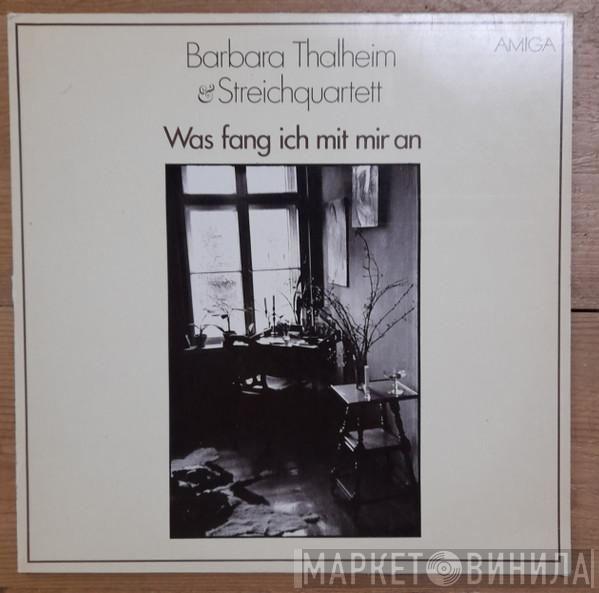 AMIGA
Barbara Thalheim
& Streichquartett
Was fang ich mit mir an
МАРКЕТ ВИНИЛА